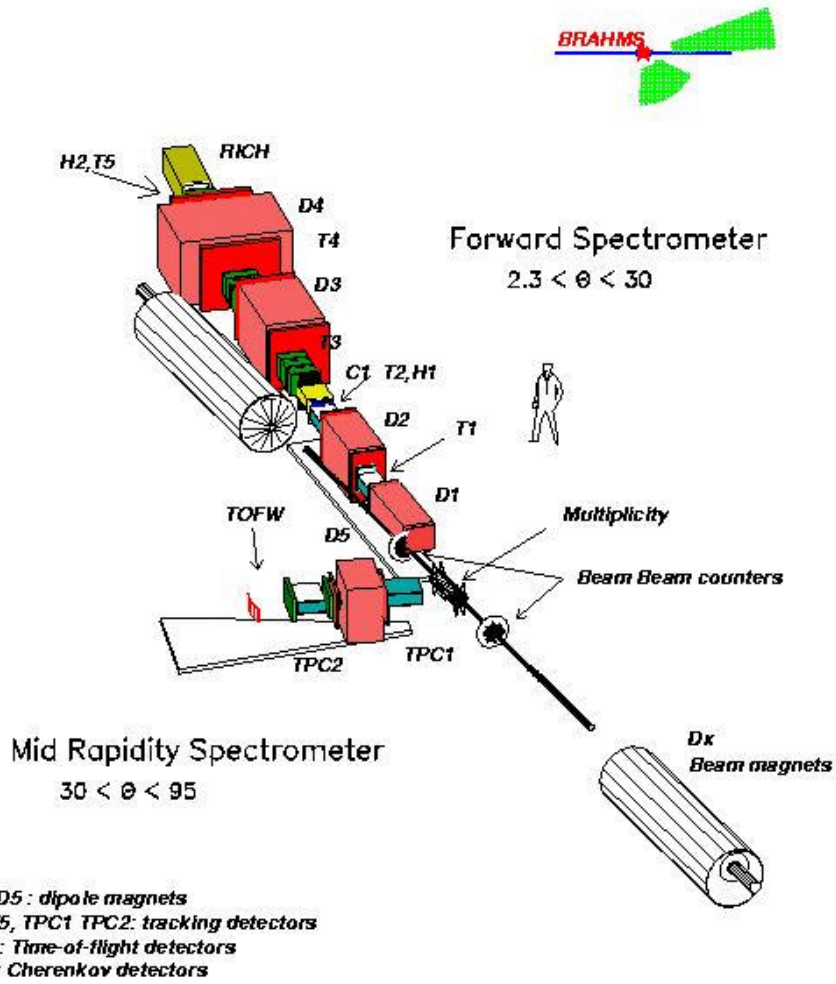 BRAHMS
RICH
H2,T5
D4
T4
Forward Spectrometer
2.3 < θ < 30
D3
T3
C1 T2,H1
D2
T1
D1
TOFW
D5
Multiplicity
Beam Beam counters
TPC1
TPC2
Mid Rapidity Spectrometer
30 < θ < 95
Dx
Beam magnets
D5 : dipole magnets
5, TPC1 TPC2: tracking detectors
: Time-of-flight detectors
: Cherenkov detectors